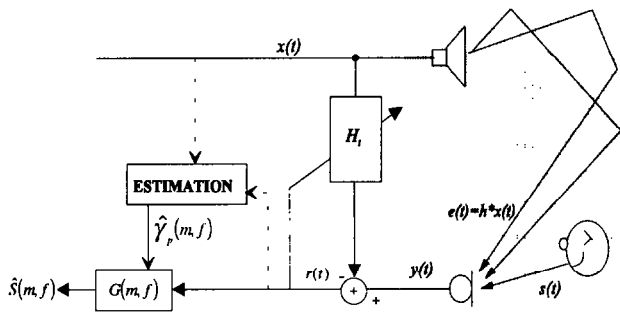 x(t)
H_t
ESTIMATION
e(t)=h*x(t)
γ̂_p(m,f)
Ŝ(m,f)
G(m,f)
r(t)
-
+
+
y(t)
s(t)